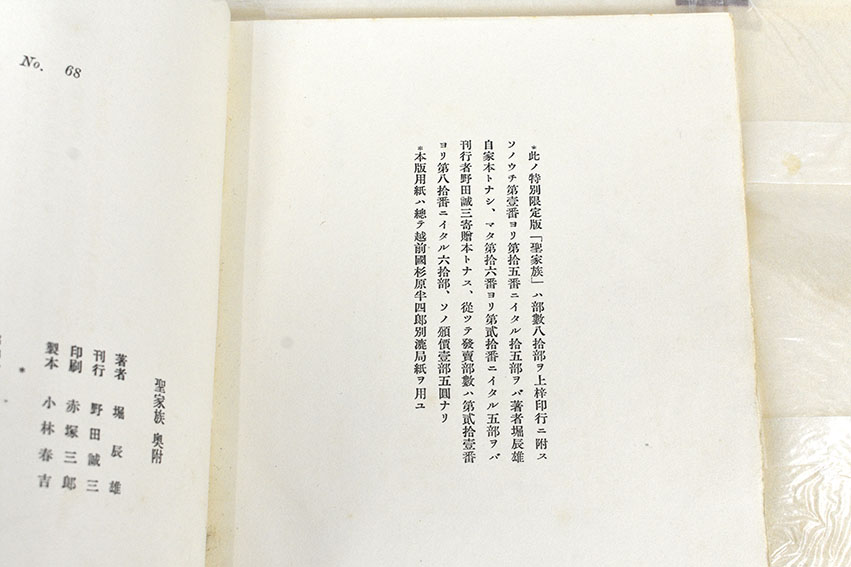 *此ノ特別限定版「聖家族」ハ部數八拾部ヲ上梓印行ニ附ス
ソノウチ第壹番ヨリ第拾五番ニイタル拾五部ヲバ著者堀辰雄
自家本トナシ、マタ第拾六番ヨリ第貳拾番ニイタル五部ヲバ
刊行者野田誠三寄贈本トナス、從ツテ發賣部數ハ第貳拾壹番
ヨリ第八拾番ニイタル六拾部、ソノ頒價壹部五圓ナリ
*本版用紙ハ總テ越前國杉原半四郎別漉局紙ヲ用ユ
No. 68
聖家族 奥附
著者 堀辰雄
刊行 野田誠三
印刷 赤塚三郎
製本 小林春吉
*